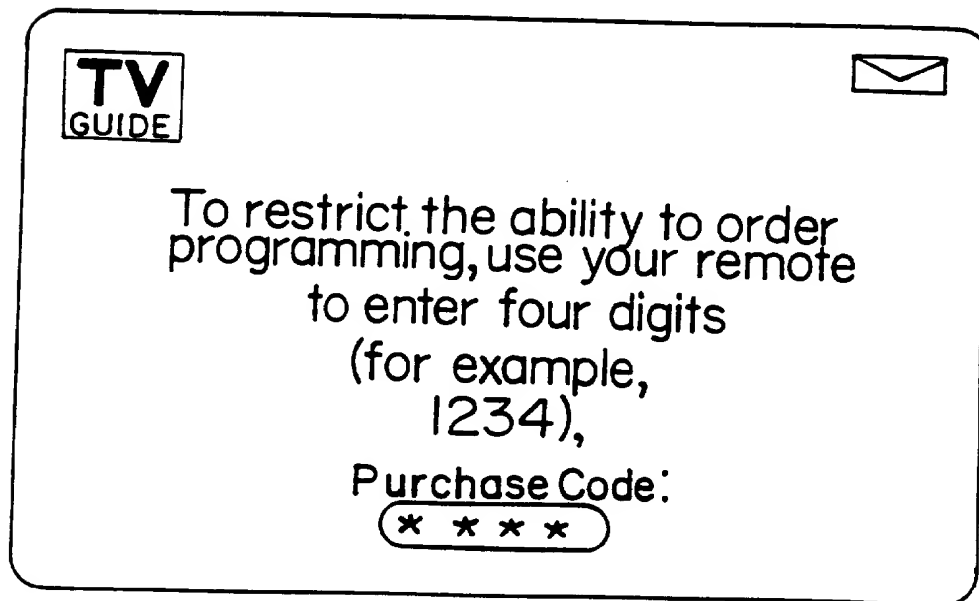 TV
GUIDE
To restrict the ability to order
programming, use your remote
to enter four digits
(for example,
1234),
Purchase Code:
* * * *